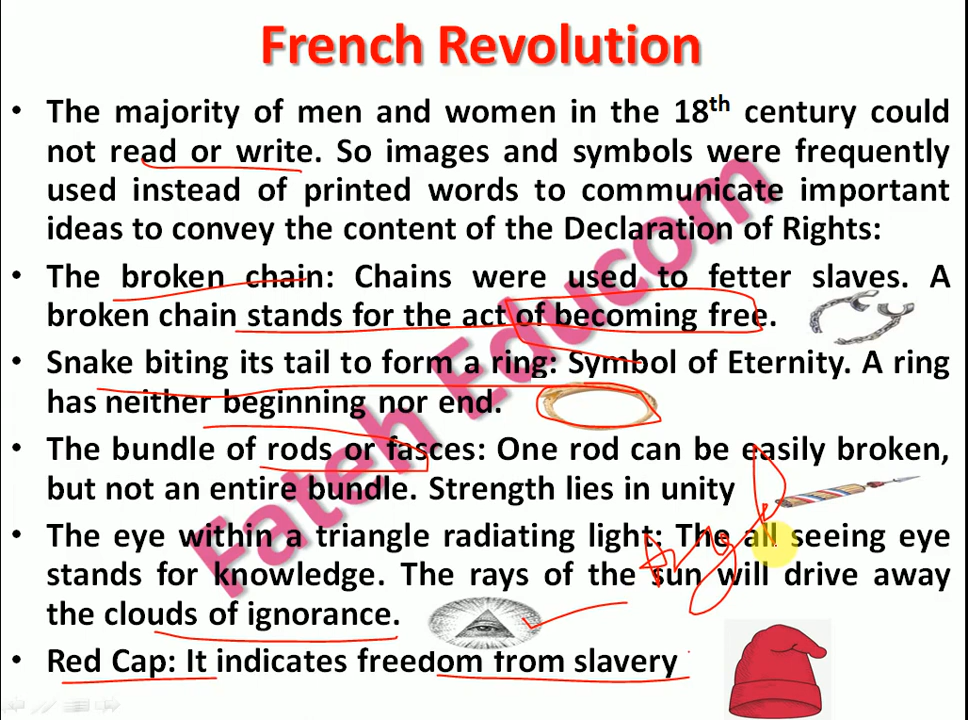 French Revolution
• The majority of men and women in the 18th century could
not read or write. So images and symbols were frequently
used instead of printed words to communicate important
ideas to convey the content of the Declaration of Rights:
• The broken chain: Chains were used to fetter slaves. A
broken chain stands for the act of becoming free.
• Snake biting its tail to form a ring: Symbol of Eternity. A ring
has neither beginning nor end.
• The bundle of rods or fasces: One rod can be easily broken,
but not an entire bundle. Strength lies in unity
• The eye within a triangle radiating light: The all seeing eye
stands for knowledge. The rays of the sun will drive away
the clouds of ignorance.
• Red Cap: It indicates freedom from slavery
Fateh Educom